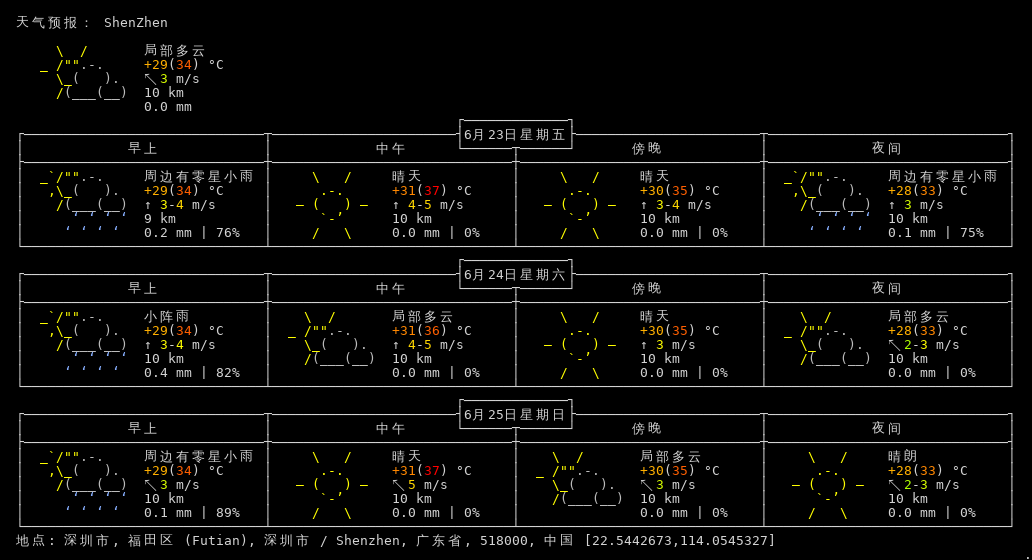 天气预报： ShenZhen
局部多云
+29(34) °C
↖3 m/s
10 km
0.0 mm
6月23日星期五
早上 中午 傍晚 夜间
周边有零星小雨 晴天 晴天 周边有零星小雨
+29(34) °C +31(37) °C +30(35) °C +28(33) °C
↑ 3-4 m/s ↑ 4-5 m/s ↑ 3-4 m/s ↑ 3 m/s
9 km 10 km 10 km 10 km
0.2 mm | 76% 0.0 mm | 0% 0.0 mm | 0% 0.1 mm | 75%
6月24日星期六
早上 中午 傍晚 夜间
小阵雨 局部多云 晴天 局部多云
+29(34) °C +31(36) °C +30(35) °C +28(33) °C
↑ 3-4 m/s ↑ 4-5 m/s ↑ 3 m/s ↖2-3 m/s
10 km 10 km 10 km 10 km
0.4 mm | 82% 0.0 mm | 0% 0.0 mm | 0% 0.0 mm | 0%
6月25日星期日
早上 中午 傍晚 夜间
周边有零星小雨 晴天 局部多云 晴朗
+29(34) °C +31(37) °C +30(35) °C +28(33) °C
↖3 m/s ↖5 m/s ↖3 m/s ↖2-3 m/s
10 km 10 km 10 km 10 km
0.1 mm | 89% 0.0 mm | 0% 0.0 mm | 0% 0.0 mm | 0%
地点: 深圳市, 福田区 (Futian), 深圳市 / Shenzhen, 广东省, 518000, 中国 [22.5442673,114.0545327]